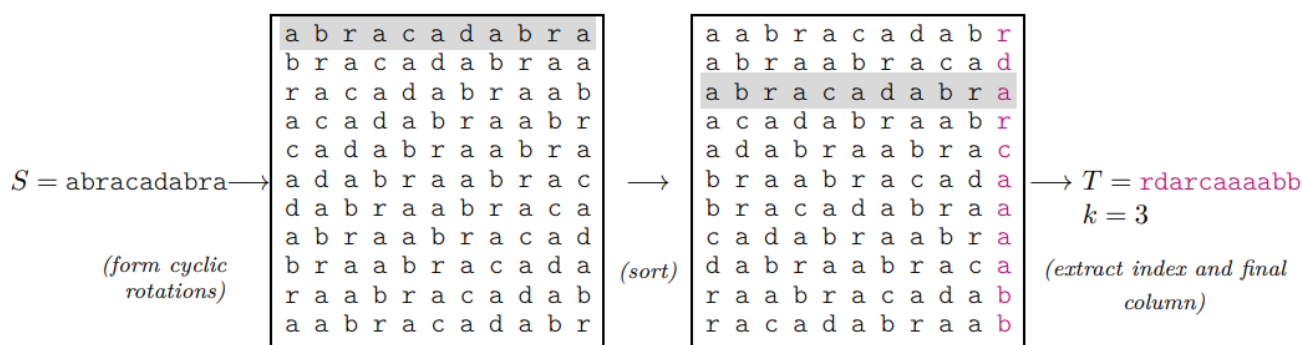 S = abracadabra
(form cyclic
rotations)
a b r a c a d a b r a
b r a c a d a b r a a
r a c a d a b r a a b
a c a d a b r a a b r
c a d a b r a a b r a
a d a b r a a b r a c
d a b r a a b r a c a
a b r a a b r a c a d
b r a a b r a c a d a
r a a b r a c a d a b
a a b r a c a d a b r
(sort)
a a b r a c a d a b r
a b r a a b r a c a d
a b r a c a d a b r a
a c a d a b r a a b r
a d a b r a a b r a c
b r a a b r a c a d a
b r a c a d a b r a a
c a d a b r a a b r a
d a b r a a b r a c a
r a a b r a c a d a b
r a c a d a b r a a b
T = rdarcaaaabb
k = 3
(extract index and final
column)